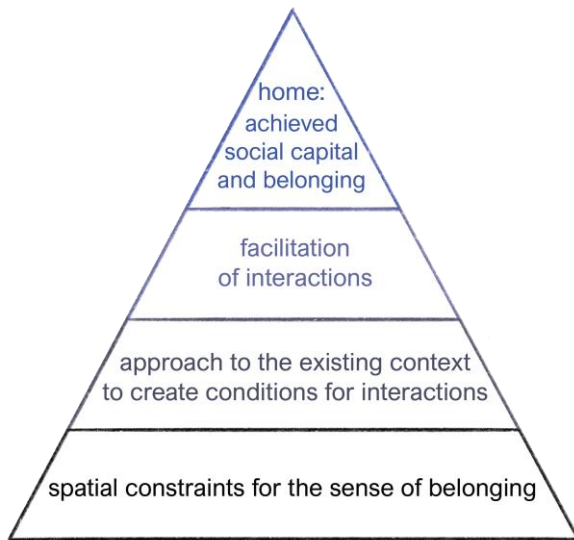 home:
achieved
social capital
and belonging
facilitation
of interactions
approach to the existing context
to create conditions for interactions
spatial constraints for the sense of belonging